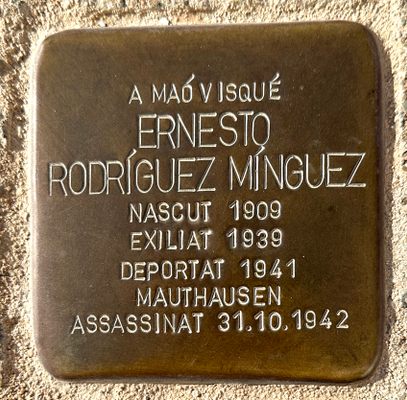 A MAÓ VISQUÉ
ERNESTO
RODRÍGUEZ MÍNGUEZ
NASCUT 1909
EXILIAT 1939
DEPORTAT 1941
MAUTHAUSEN
ASSASSINAT 31.10.1942